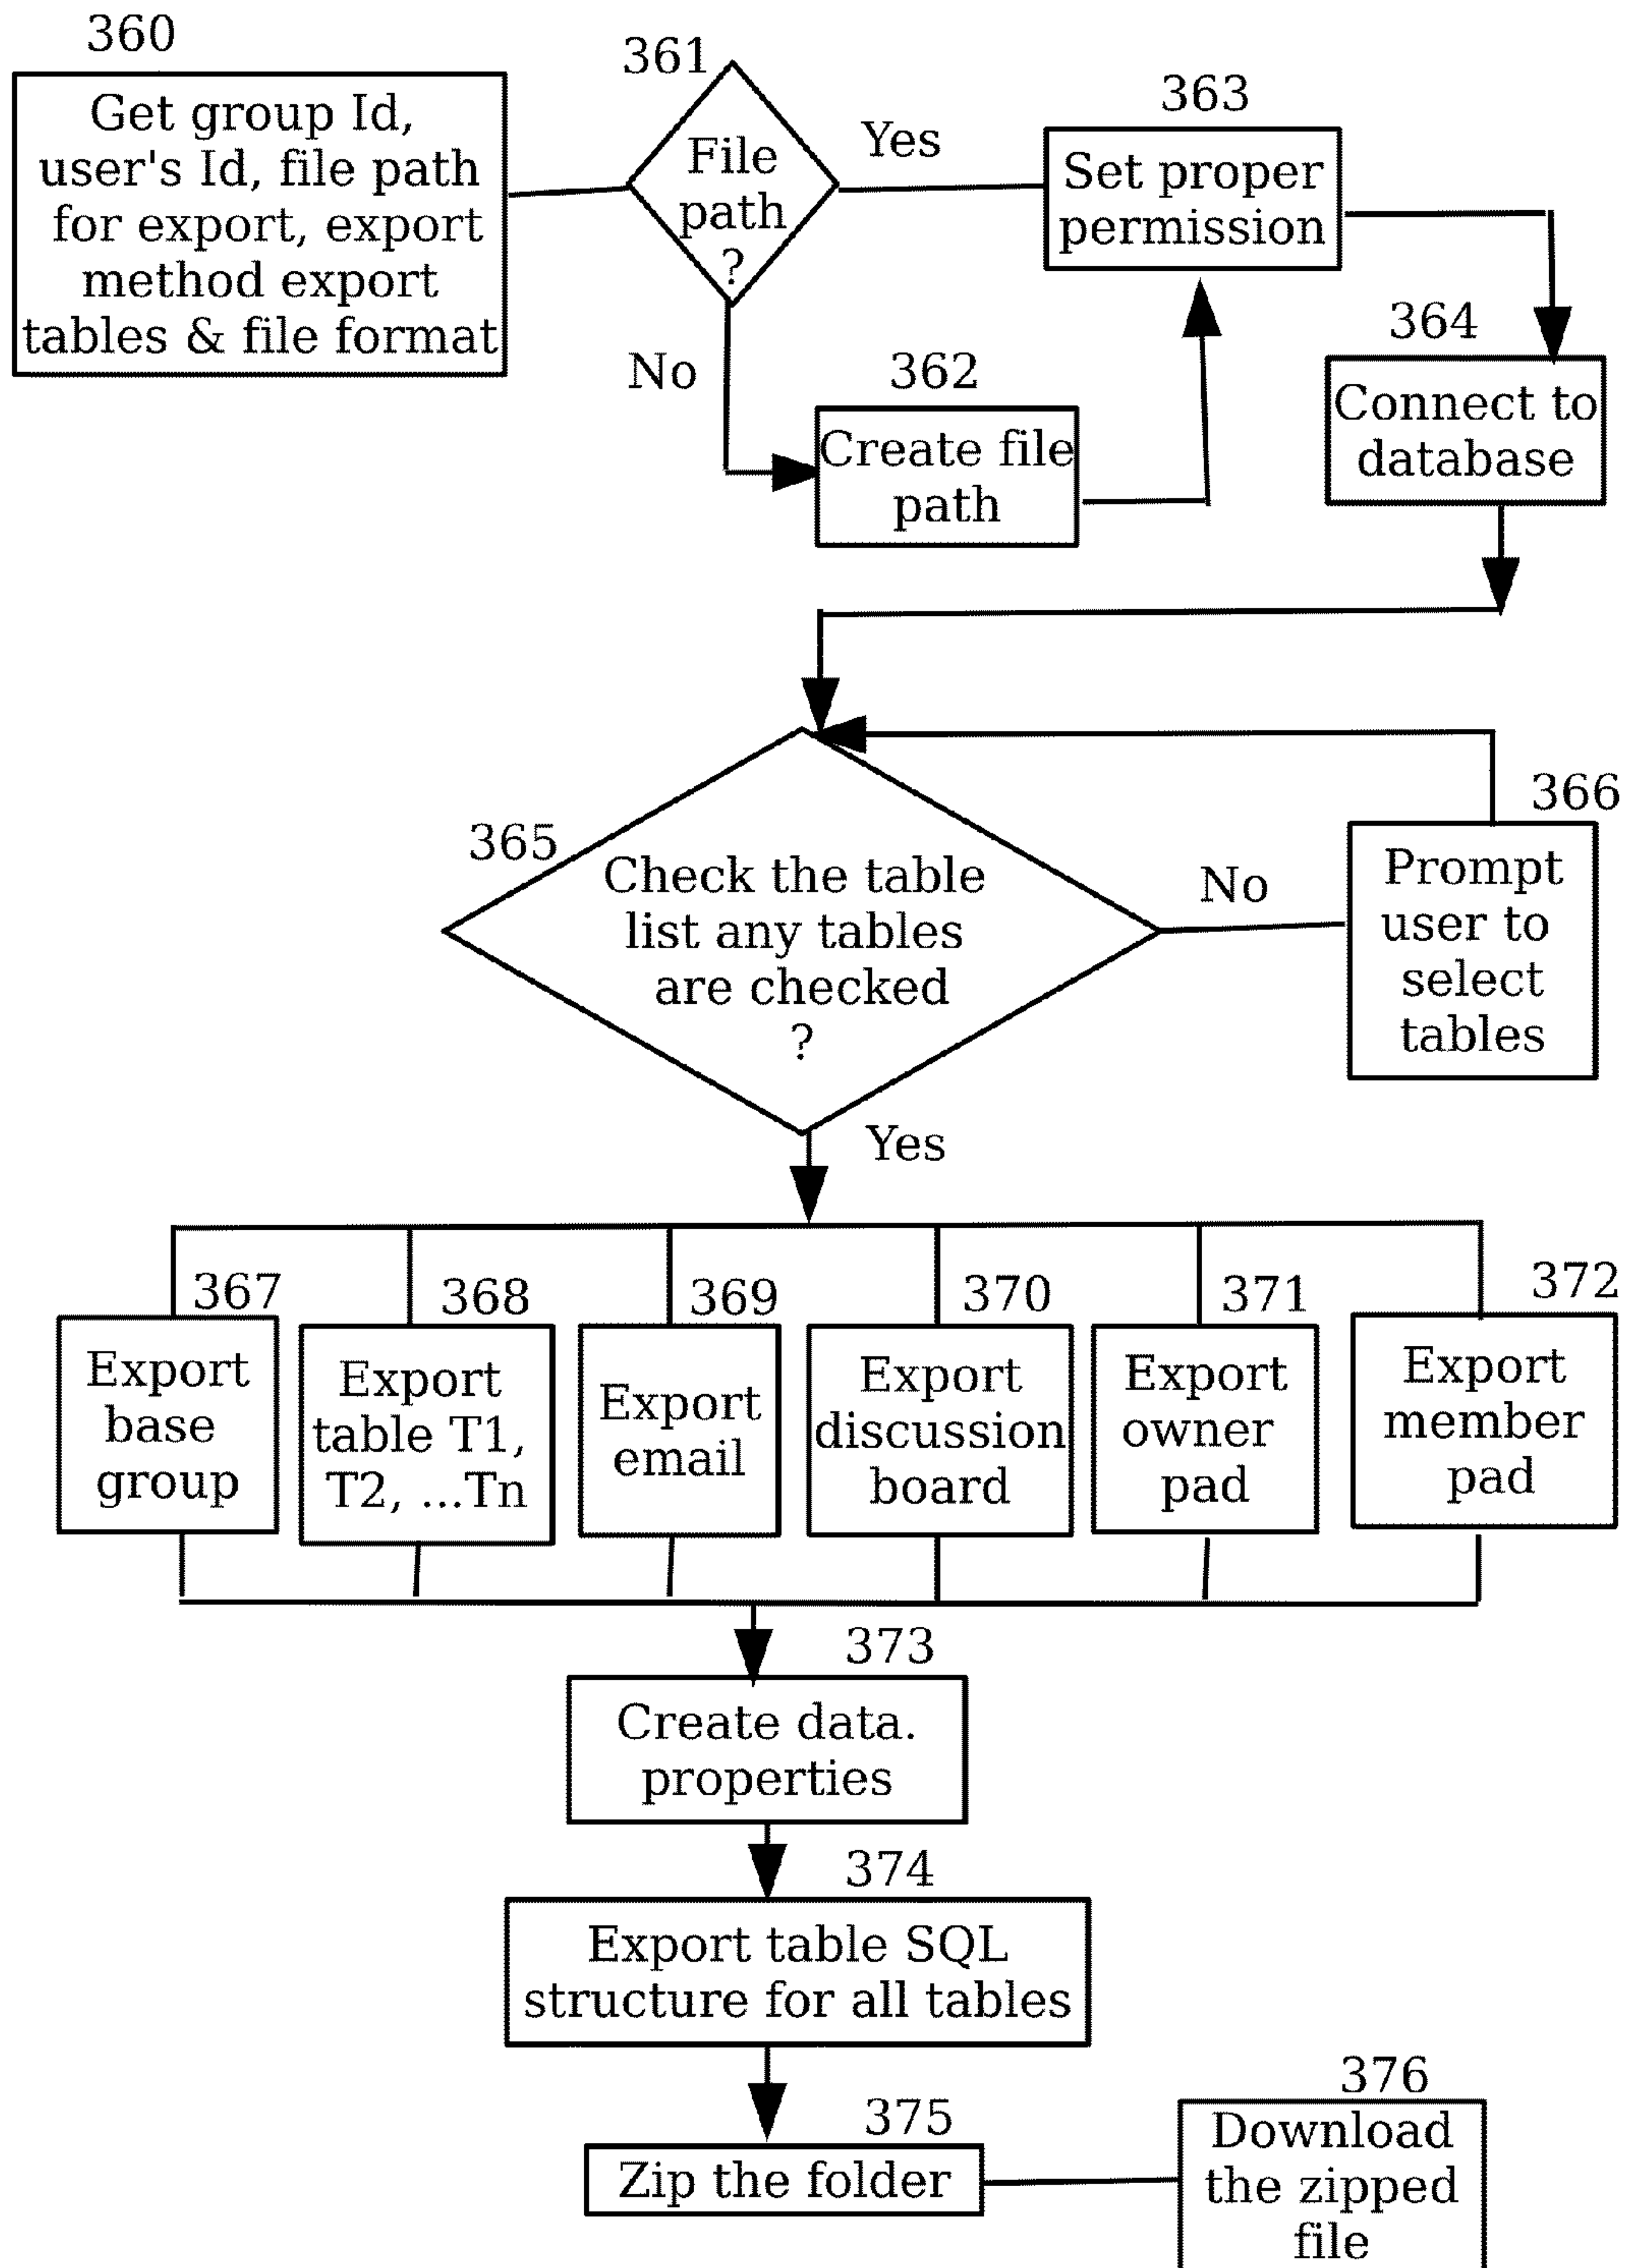 360
Get group Id,
user's Id, file path
for export, export
method export
tables & file format
361
File
path
?
Yes
No
363
Set proper
permission
362
Create file
path
364
Connect to
database
365
Check the table
list any tables
are checked
?
No
366
Prompt
user to
select
tables
Yes
367
Export
base
group
368
Export
table T1,
T2, ...Tn
369
Export
email
370
Export
discussion
board
371
Export
owner
pad
372
Export
member
pad
373
Create data.
properties
374
Export table SQL
structure for all tables
375
Zip the folder
376
Download
the zipped
file